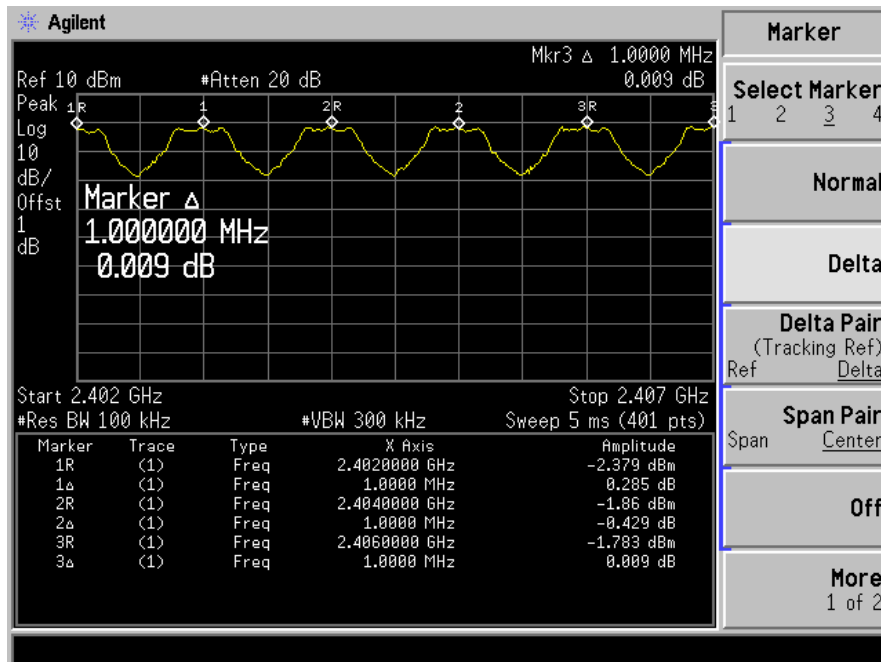 Agilent
Marker
Mkr3 Δ 1.0000 MHz
Ref 10 dBm #Atten 20 dB 0.009 dB
Peak
Log
10
dB/
Offst
1
dB
1R 1 2R 2 3R 3
Marker Δ
1.000000 MHz
0.009 dB
Start 2.402 GHz Stop 2.407 GHz
#Res BW 100 kHz #VBW 300 kHz Sweep 5 ms (401 pts)
Marker Trace Type X Axis Amplitude
1R (1) Freq 2.4020000 GHz -2.379 dBm
1Δ (1) Freq 1.0000 MHz 0.285 dB
2R (1) Freq 2.4040000 GHz -1.86 dBm
2Δ (1) Freq 1.0000 MHz -0.429 dB
3R (1) Freq 2.4060000 GHz -1.783 dBm
3Δ (1) Freq 1.0000 MHz 0.009 dB
Select Marker
1 2 3 4
Normal
Delta
Delta Pair
(Tracking Ref)
Ref Delta
Span Pair
Span Center
Off
More
1 of 2